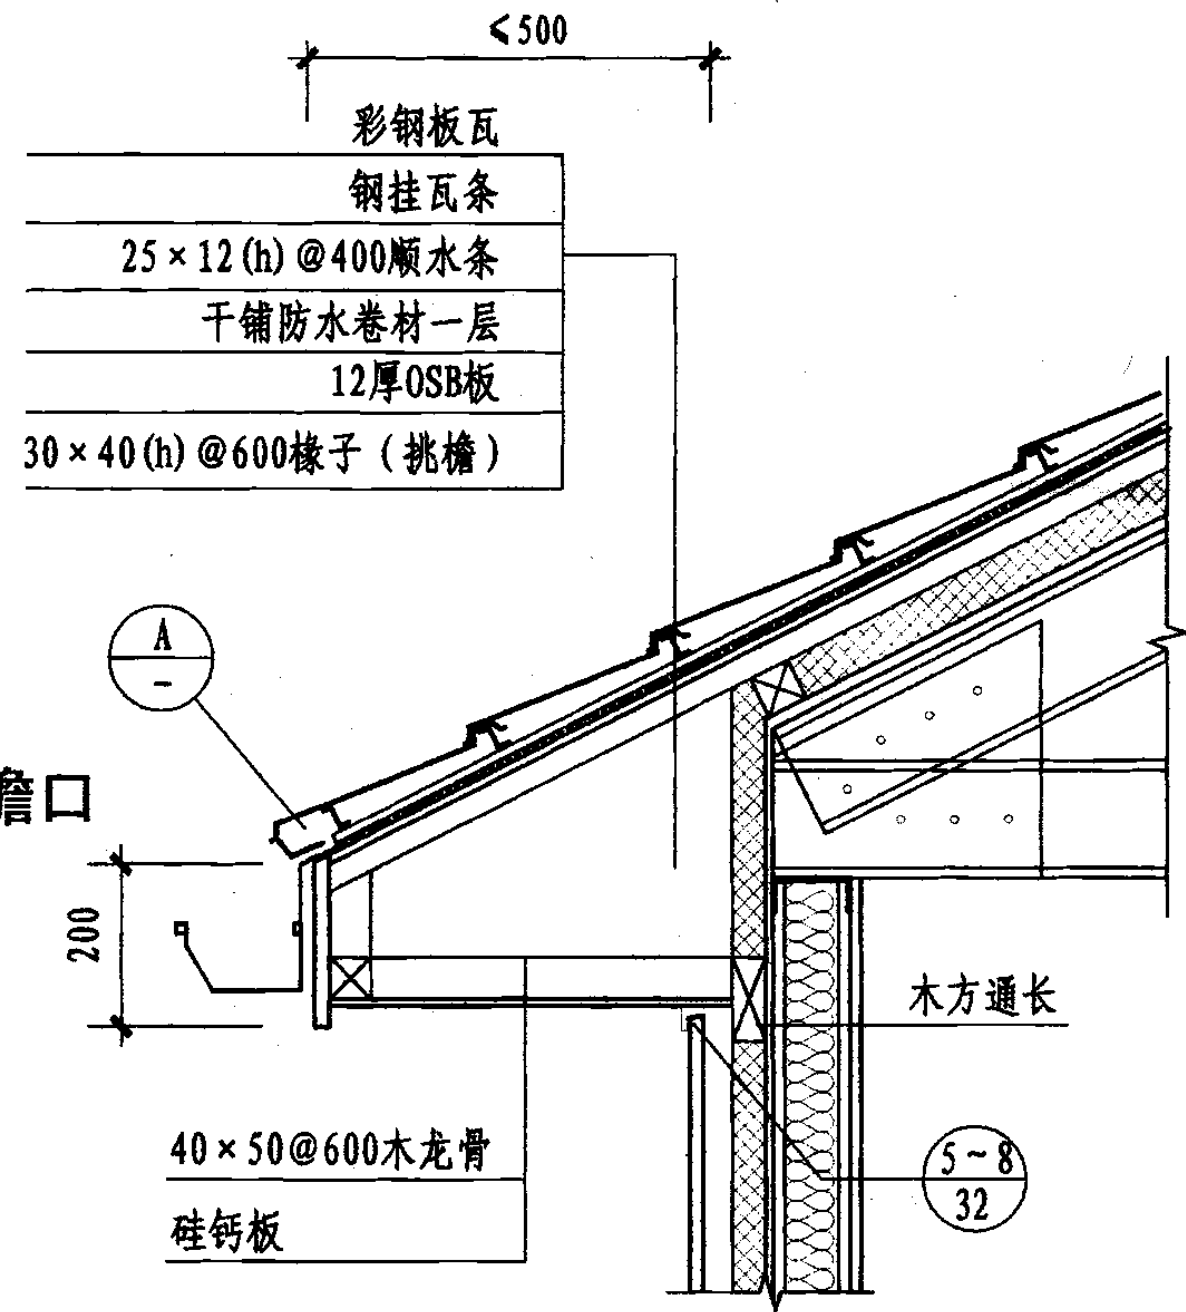 ⩽500
彩钢板瓦
钢挂瓦条
25×12(h)@400顺水条
干铺防水卷材一层
12厚OSB板
30×40(h)@600椽子（挑檐）
A
-
檐口
200
木方通长
40×50@600木龙骨
硅钙板
5~8
32